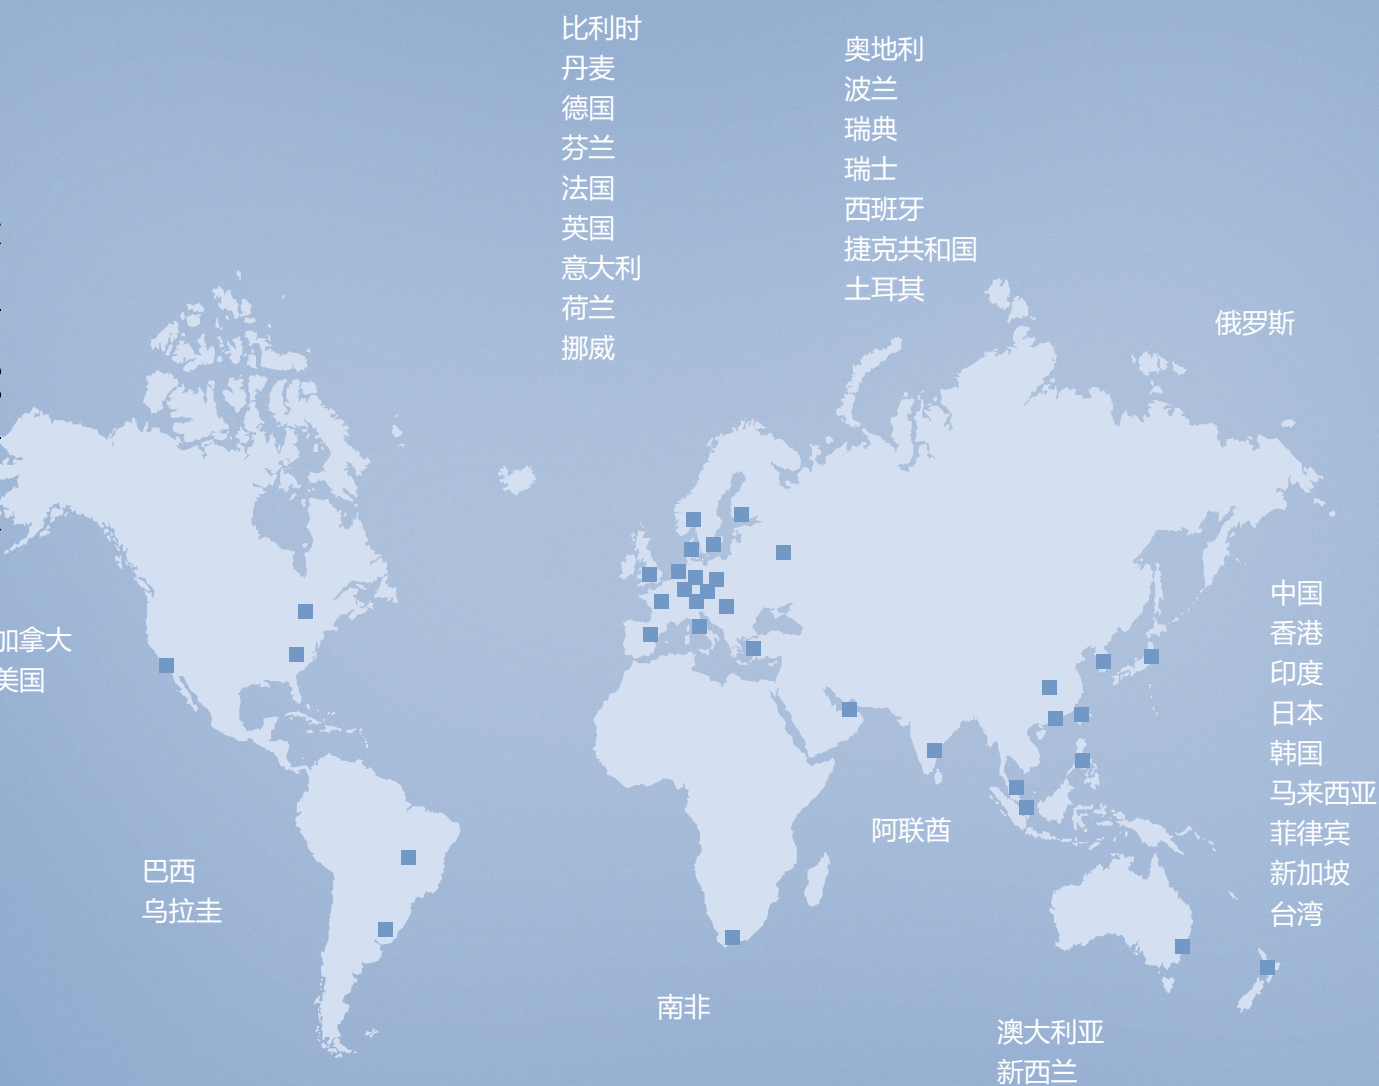 比利时
丹麦
德国
芬兰
法国
英国
意大利
荷兰
挪威
奥地利
波兰
瑞典
瑞士
西班牙
捷克共和国
土耳其
俄罗斯
加拿大
美国
中国
香港
印度
日本
韩国
马来西亚
菲律宾
新加坡
台湾
阿联酋
巴西
乌拉圭
南非
澳大利亚
新西兰